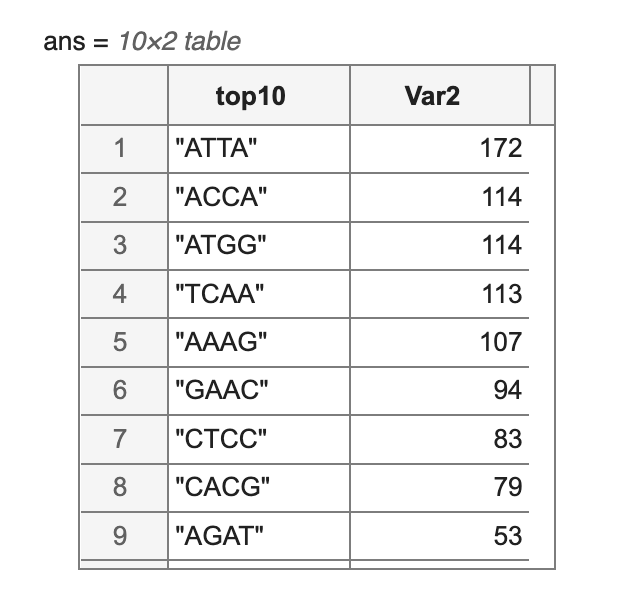 ans = 10×2 table
top10 Var2
1 "ATTA" 172
2 "ACCA" 114
3 "ATGG" 114
4 "TCAA" 113
5 "AAAG" 107
6 "GAAC" 94
7 "CTCC" 83
8 "CACG" 79
9 "AGAT" 53